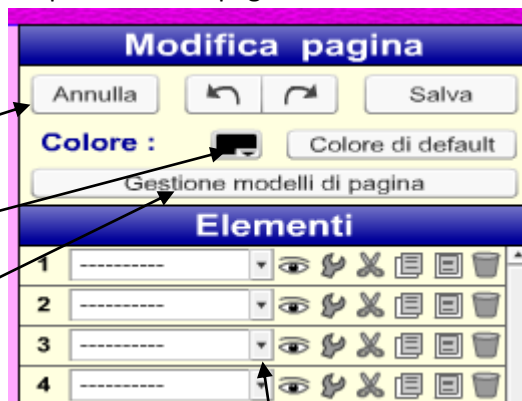 Modifica pagina
Annulla Salva
Colore : Colore di default
Gestione modelli di pagina
Elementi
1 ----------
2 ----------
3 ----------
4 ----------